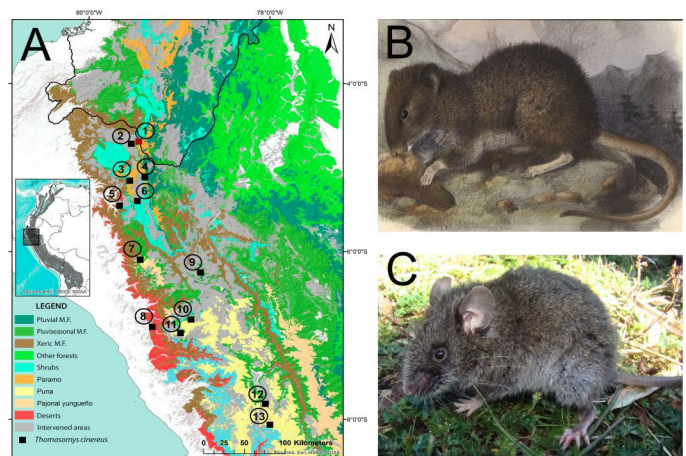 A
80°0'0"W
78°0'0"W
N
4°0'0"S
6°0'0"S
8°0'0"S
1
2
3
4
5
6
7
8
9
10
11
12
13
LEGEND
Pluvial M.F.
Pluviseasonal M.F.
Xeric M.F.
Other forests
Shrubs
Paramo
Puna
Pajonal yungueño
Deserts
Intervened areas
Thomasomys cinereus
0 25 50 100 Kilometers
B
C